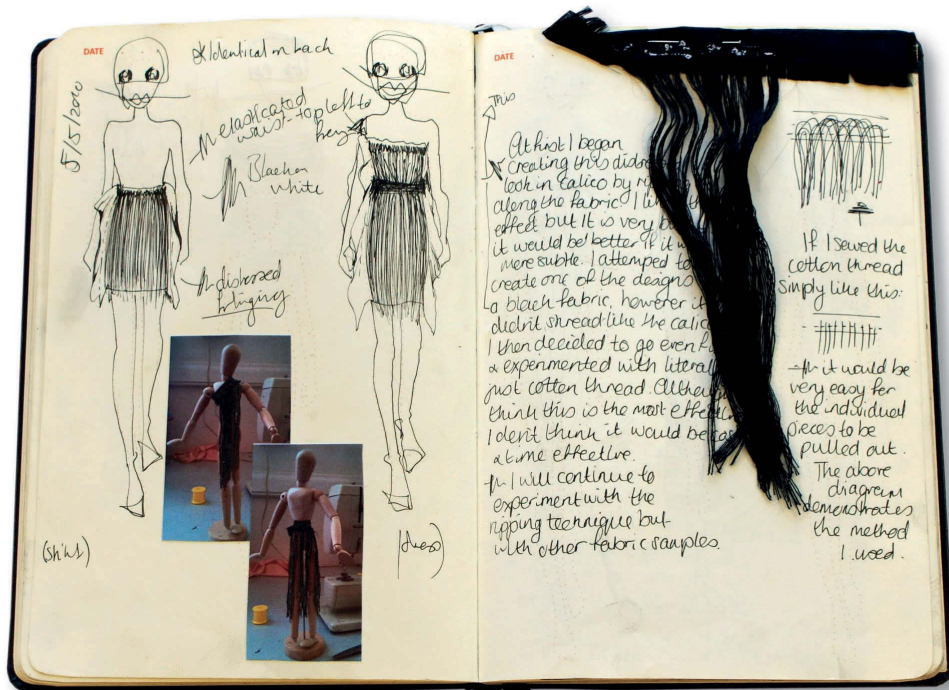 DATE
5/5/2010
* Identical on back
elasticated
waist - top left to
Black or
white
distressed
fringing
(Skirt)
(dress)
DATE
This
At first I began
creating this
look in calico by
along the fabric. I
effect but It is very
it would be better if it
more subtle. I attemped to
create one of the designs
a black fabric, however it
didn't shread like the calico
I then decided to go even
& experimented with literally
just cotton thread. Although
think this is the most
I don't think it would be
& time effective.
I will continue to
experiment with the
ripping technique but
with other fabric samples.
If I sewed the
cotton thread
simply like this:
it would be
very easy for
the individual
pieces to be
pulled out.
The above
diagram
demonstrates
the method
I used.